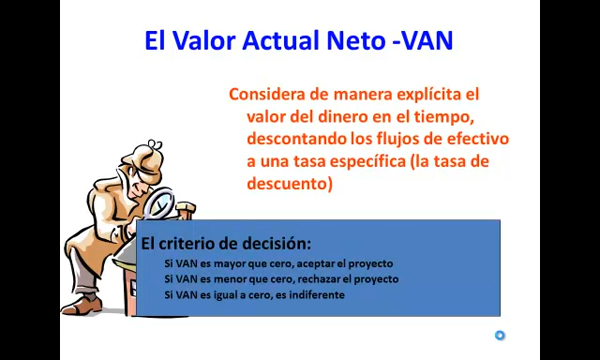 El Valor Actual Neto -VAN
Considera de manera explícita el
valor del dinero en el tiempo,
descontando los flujos de efectivo
a una tasa específica (la tasa de
descuento)
El criterio de decisión:
Si VAN es mayor que cero, aceptar el proyecto
Si VAN es menor que cero, rechazar el proyecto
Si VAN es igual a cero, es indiferente